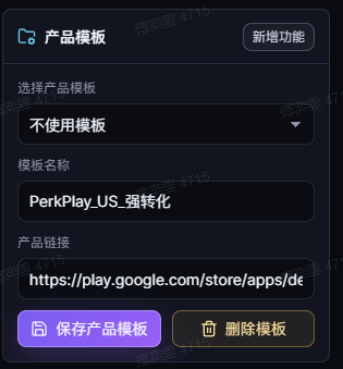 产品模板
新增功能
选择产品模板
不使用模板
模板名称
PerkPlay_US_强转化
产品链接
https://play.google.com/store/apps/de
保存产品模板
删除模板